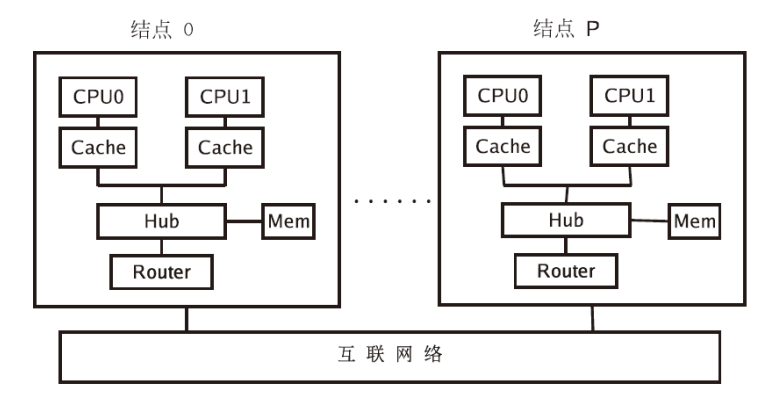 结点 0
结点 P
CPU0
CPU1
Cache
Cache
Hub
Mem
Router
······
CPU0
CPU1
Cache
Cache
Hub
Mem
Router
互联网络